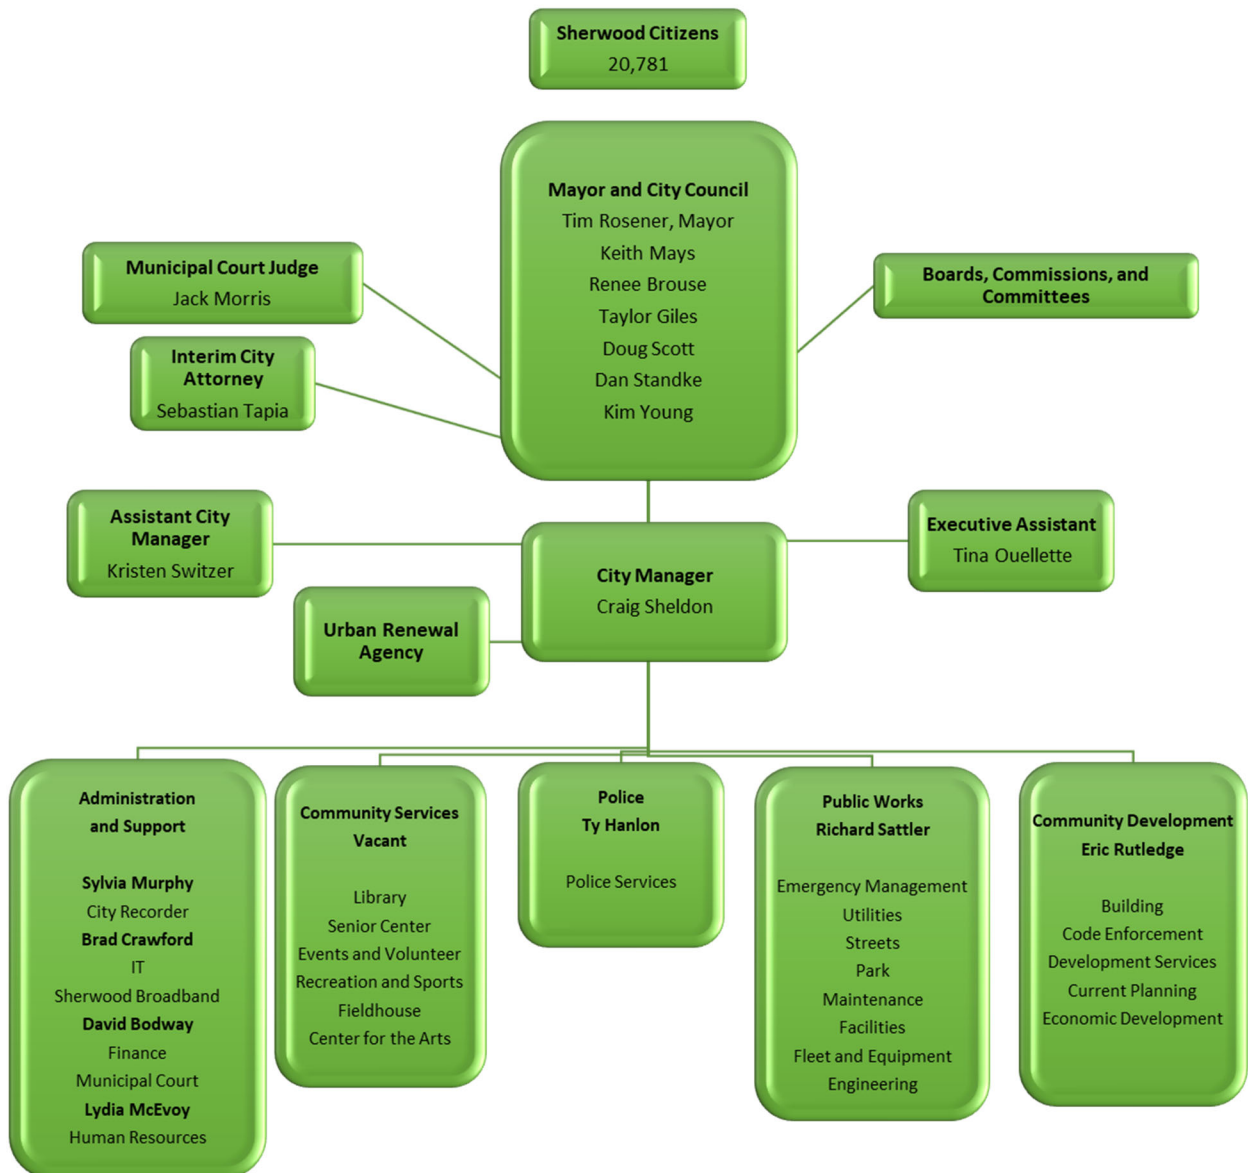 Sherwood Citizens
20,781
Mayor and City Council
Tim Rosener, Mayor
Keith Mays
Renee Brouse
Taylor Giles
Doug Scott
Dan Standke
Kim Young
Municipal Court Judge
Jack Morris
Boards, Commissions, and
Committees
Interim City
Attorney
Sebastian Tapia
Assistant City
Manager
Kristen Switzer
City Manager
Craig Sheldon
Executive Assistant
Tina Ouellette
Urban Renewal
Agency
Administration
and Support
Sylvia Murphy
City Recorder
Brad Crawford
IT
Sherwood Broadband
David Bodway
Finance
Municipal Court
Lydia McEvoy
Human Resources
Community Services
Vacant
Library
Senior Center
Events and Volunteer
Recreation and Sports
Fieldhouse
Center for the Arts
Police
Ty Hanlon
Police Services
Public Works
Richard Sattler
Emergency Management
Utilities
Streets
Park
Maintenance
Facilities
Fleet and Equipment
Engineering
Community Development
Eric Rutledge
Building
Code Enforcement
Development Services
Current Planning
Economic Development